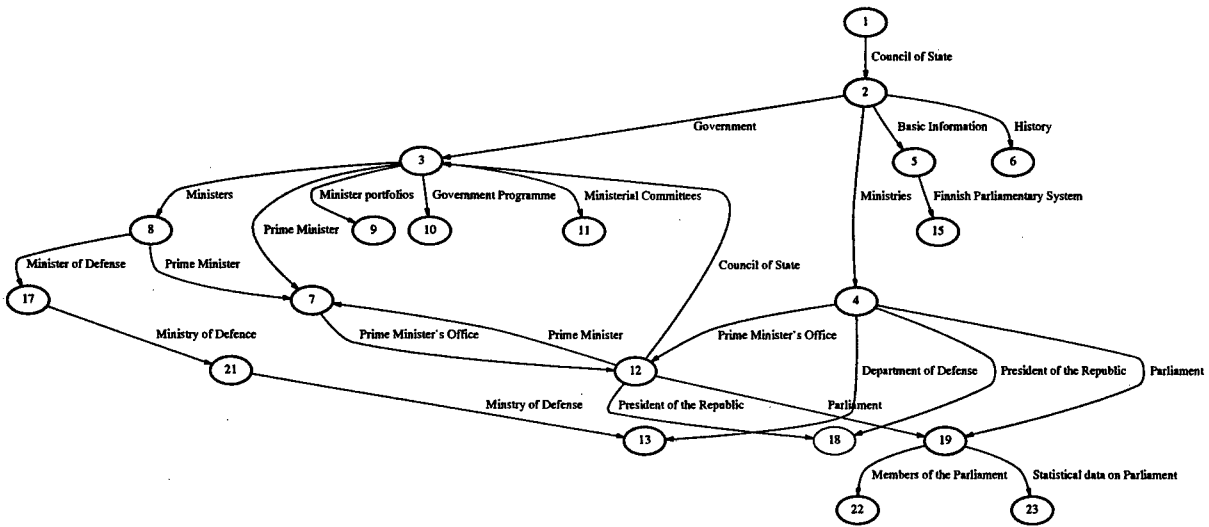 1
Council of State
2
Government
Basic Information
History
3
5
6
Ministers
Minister portfolios
Government Programme
Ministerial Committees
Ministries
Finnish Parliamentary System
8
Prime Minister
9
10
11
15
Minister of Defense
Prime Minister
Council of State
17
7
4
Ministry of Defence
Prime Minister's Office
Prime Minister
Prime Minister's Office
21
12
Department of Defense
President of the Republic
Parliament
Minstry of Defense
President of the Republic
Parliament
13
18
19
Members of the Parliament
Statistical data on Parliament
22
23